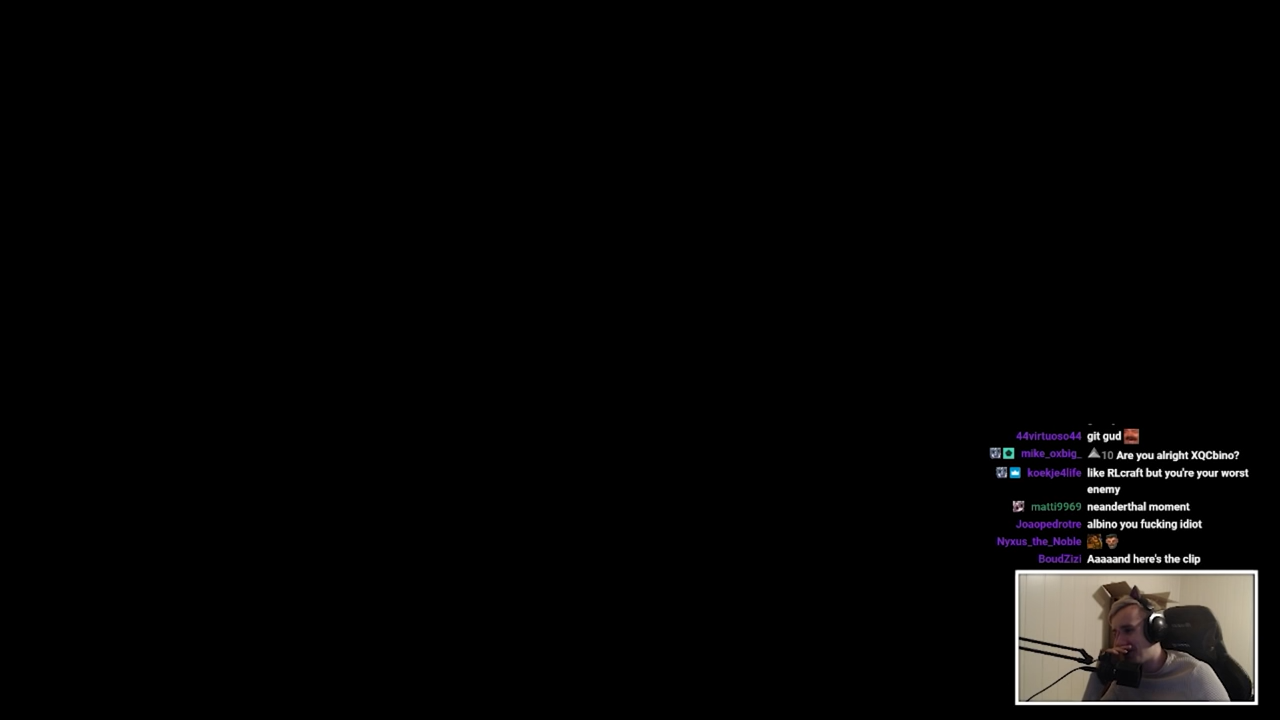 44virtuoso44 git gud
mike_oxbig_ 10 Are you alright XQCbino?
koekje4life like RLcraft but you're your worst
enemy
matti9969 neanderthal moment
Joaopedrotre albino you fucking idiot
Nyxus_the_Noble
BoudZizi Aaaaand here's the clip